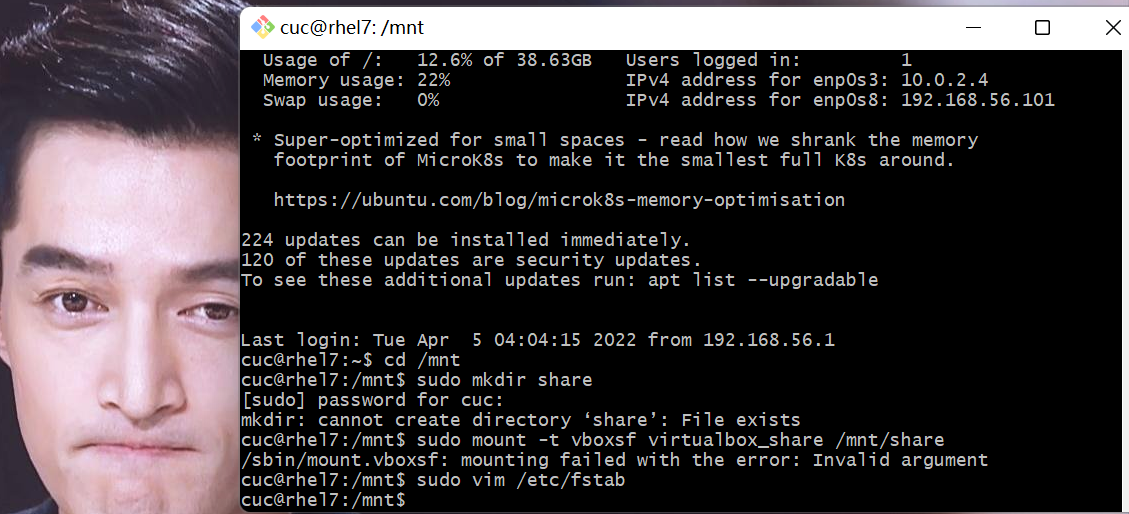 cuc@rhel7: /mnt
Usage of /:   12.6% of 38.63GB   Users logged in:          1
Memory usage: 22%                IPv4 address for enp0s3: 10.0.2.4
Swap usage:   0%                 IPv4 address for enp0s8: 192.168.56.101
* Super-optimized for small spaces - read how we shrank the memory
footprint of MicroK8s to make it the smallest full K8s around.
https://ubuntu.com/blog/microk8s-memory-optimisation
224 updates can be installed immediately.
120 of these updates are security updates.
To see these additional updates run: apt list --upgradable
Last login: Tue Apr  5 04:04:15 2022 from 192.168.56.1
cuc@rhel7:~$ cd /mnt
cuc@rhel7:/mnt$ sudo mkdir share
[sudo] password for cuc:
mkdir: cannot create directory ‘share’: File exists
cuc@rhel7:/mnt$ sudo mount -t vboxsf virtualbox_share /mnt/share
/sbin/mount.vboxsf: mounting failed with the error: Invalid argument
cuc@rhel7:/mnt$ sudo vim /etc/fstab
cuc@rhel7:/mnt$